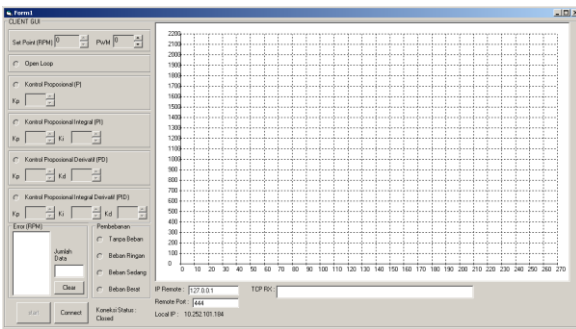 Form1
CLIENT GUI
Set Point (RPM) 0 PWM 0
Open Loop
Kontrol Proposional (P)
Kp
Kontrol Proposional Integral (PI)
Kp Ki
Kontrol Proposional Derivatif (PD)
Kp Kd
Kontrol Proposional Integral Derivatif (PID)
Kp Ki Kd
Error (RPM)
Jumlah
Data
Clear
Pembebanan
Tanpa Beban
Beban Ringan
Beban Sedang
Beban Berat
start Connect
Koneksi Status :
Closed
2200
2100
2000
1900
1800
1700
1600
1500
1400
1300
1200
1100
1000
900
800
700
600
500
400
300
200
100
0
0 10 20 30 40 50 60 70 80 90 100 110 120 130 140 150 160 170 180 190 200 210 220 230 240 250 260 270
IP Remote : 127.0.0.1 TCP RX :
Remote Port : 444
Local IP : 10.252.101.184